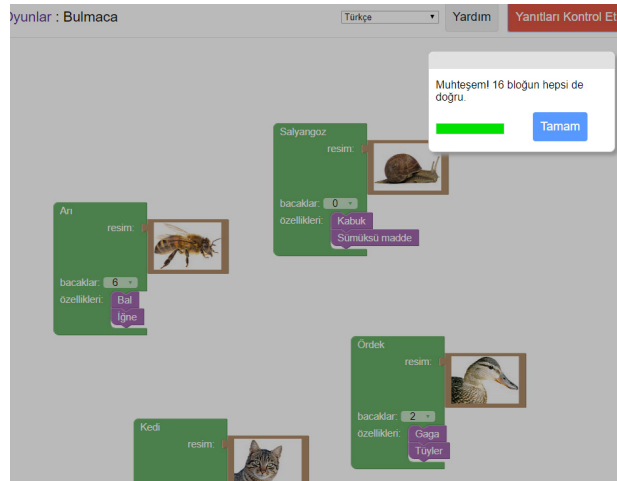 Oyunlar : Bulmaca
Türkçe
Yardım
Yanıtları Kontrol Et
Muhteşem! 16 bloğun hepsi de
doğru.
Tamam
Salyangoz
resim:
bacaklar: 0
özellikleri: Kabuk
Sümüksü madde
Arı
resim:
bacaklar: 6
özellikleri: Bal
İğne
Ördek
resim:
bacaklar: 2
özellikleri: Gaga
Tüyler
Kedi
resim: